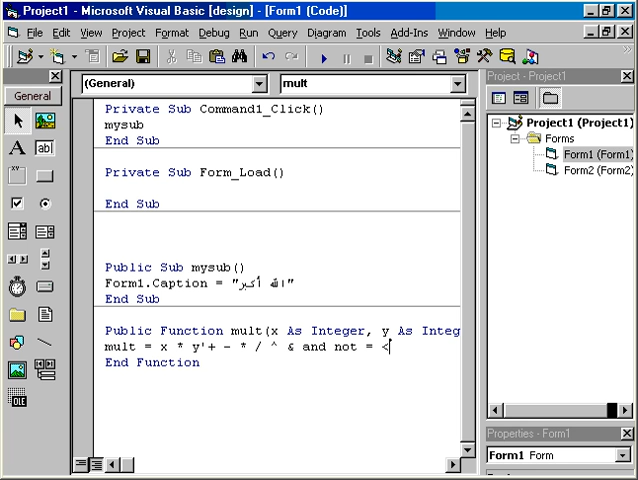 Project1 - Microsoft Visual Basic [design] - [Form1 (Code)]
File Edit View Project Format Debug Run Query Diagram Tools Add-Ins Window Help
General
(General) mult
Private Sub Command1_Click()
mysub
End Sub
Private Sub Form_Load()
End Sub
Public Sub mysub()
Form1.Caption = "الله أكبر"
End Sub
Public Function mult(x As Integer, y As Integ
mult = x * y'+ - * / ^ & and not = <
End Function
A
ab
XY
OLE
Project - Project1
Project1 (Project1)
Forms
Form1 (Form1)
Form2 (Form2)
Properties - Form1
Form1 Form